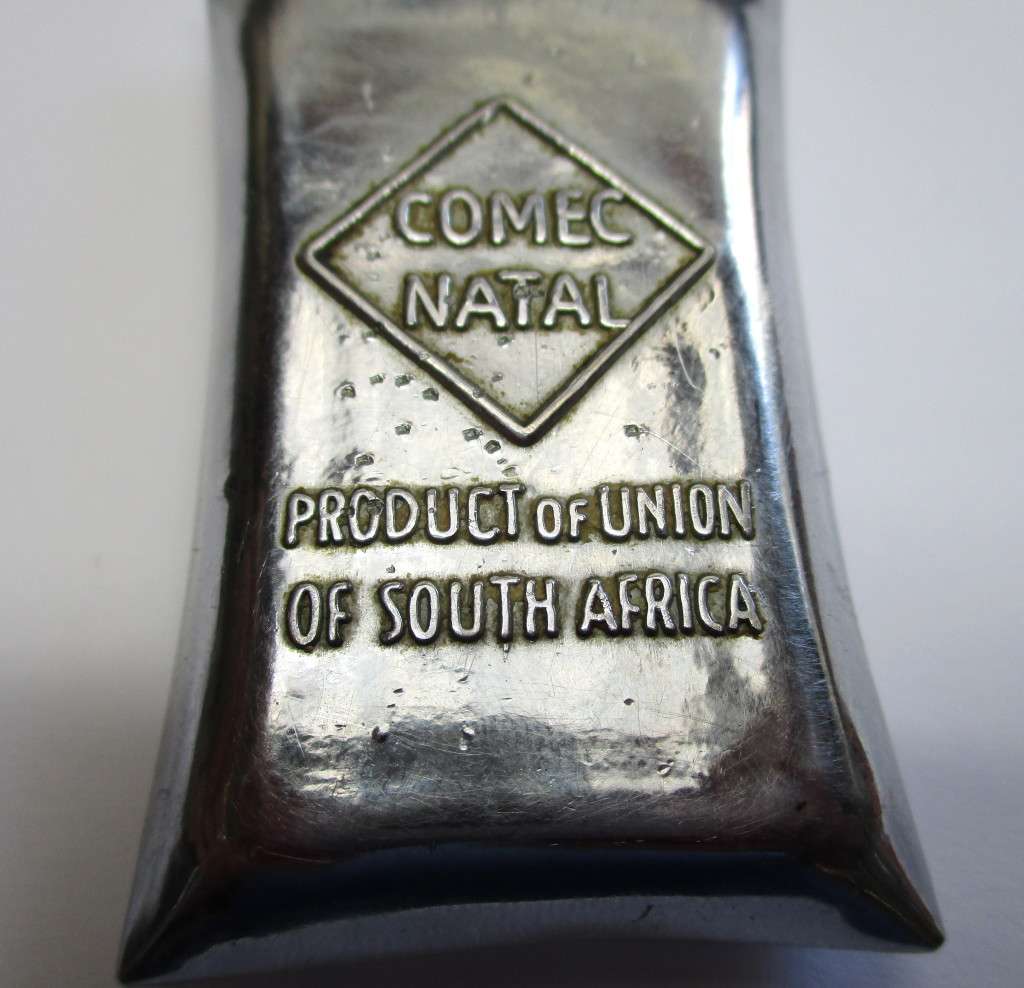 COMEC
NATAL
PRODUCT OF UNION
OF SOUTH AFRICA